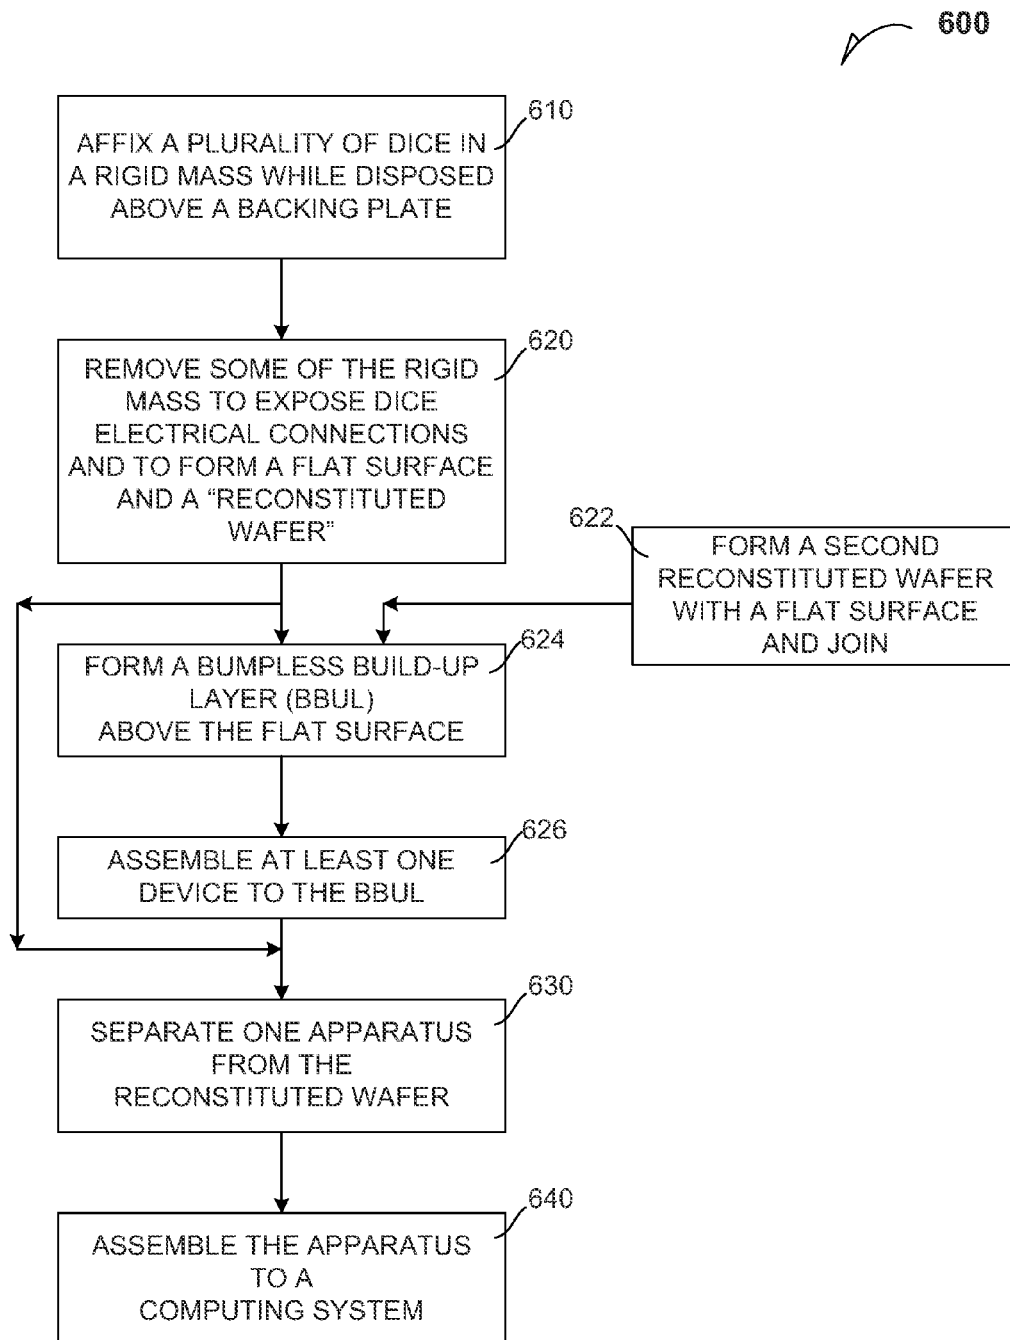 600
610
AFFIX A PLURALITY OF DICE IN
A RIGID MASS WHILE DISPOSED
ABOVE A BACKING PLATE
620
REMOVE SOME OF THE RIGID
MASS TO EXPOSE DICE
ELECTRICAL CONNECTIONS
AND TO FORM A FLAT SURFACE
AND A “RECONSTITUTED
WAFER”
622
FORM A SECOND
RECONSTITUTED WAFER
WITH A FLAT SURFACE
AND JOIN
624
FORM A BUMPLESS BUILD-UP
LAYER (BBUL)
ABOVE THE FLAT SURFACE
626
ASSEMBLE AT LEAST ONE
DEVICE TO THE BBUL
630
SEPARATE ONE APPARATUS
FROM THE
RECONSTITUTED WAFER
640
ASSEMBLE THE APPARATUS
TO A
COMPUTING SYSTEM